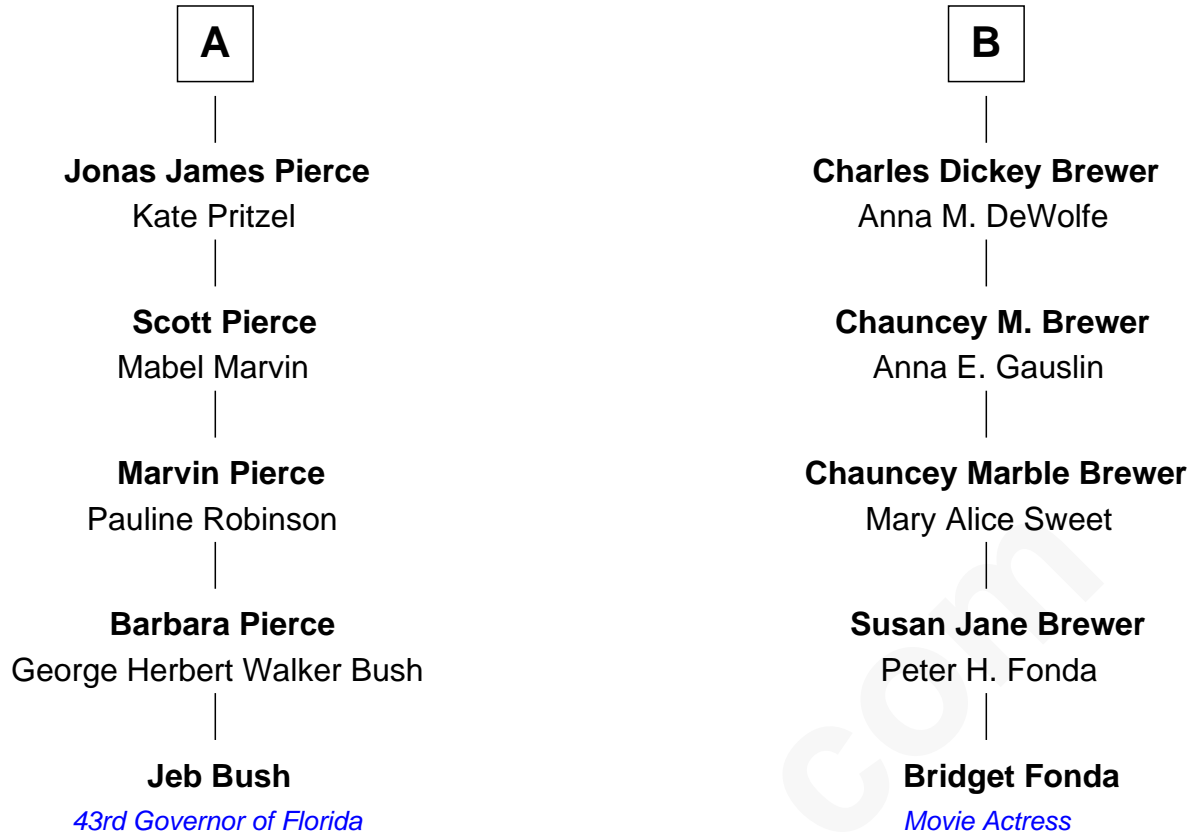 A
Jonas James Pierce
Kate Pritzel
Scott Pierce
Mabel Marvin
Marvin Pierce
Pauline Robinson
Barbara Pierce
George Herbert Walker Bush
Jeb Bush
43rd Governor of Florida
B
Charles Dickey Brewer
Anna M. DeWolfe
Chauncey M. Brewer
Anna E. Gauslin
Chauncey Marble Brewer
Mary Alice Sweet
Susan Jane Brewer
Peter H. Fonda
Bridget Fonda
Movie Actress
com